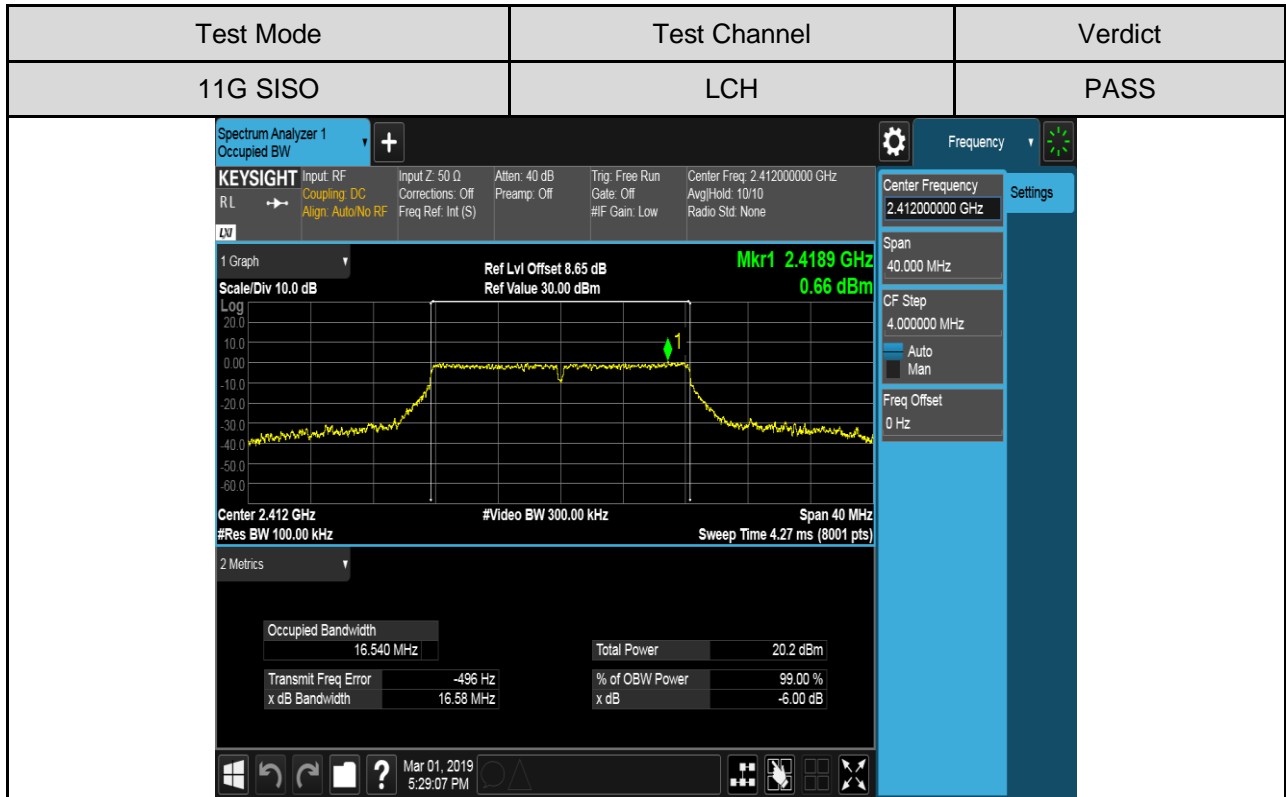 Test Mode Test Channel Verdict
11G SISO LCH PASS
Spectrum Analyzer 1
Occupied BW
+
Frequency
KEYSIGHT
RL
LXI
Input: RF
Coupling: DC
Align: Auto/No RF
Input Z: 50 Ω
Corrections: Off
Freq Ref: Int (S)
Atten: 40 dB
Preamp: Off
Trig: Free Run
Gate: Off
#IF Gain: Low
Center Freq: 2.412000000 GHz
Avg|Hold: 10/10
Radio Std: None
Center Frequency
2.412000000 GHz
Settings
Span
40.000 MHz
CF Step
4.000000 MHz
Auto
Man
Freq Offset
0 Hz
1 Graph
Scale/Div 10.0 dB
Ref Lvl Offset 8.65 dB
Ref Value 30.00 dBm
Mkr1 2.4189 GHz
0.66 dBm
Log
20.0
10.0
0.00
-10.0
-20.0
-30.0
-40.0
-50.0
-60.0
1
Center 2.412 GHz
#Res BW 100.00 kHz
#Video BW 300.00 kHz
Span 40 MHz
Sweep Time 4.27 ms (8001 pts)
2 Metrics
Occupied Bandwidth
16.540 MHz
Total Power 20.2 dBm
Transmit Freq Error -496 Hz
% of OBW Power 99.00 %
x dB Bandwidth 16.58 MHz
x dB -6.00 dB
?
Mar 01, 2019
5:29:07 PM